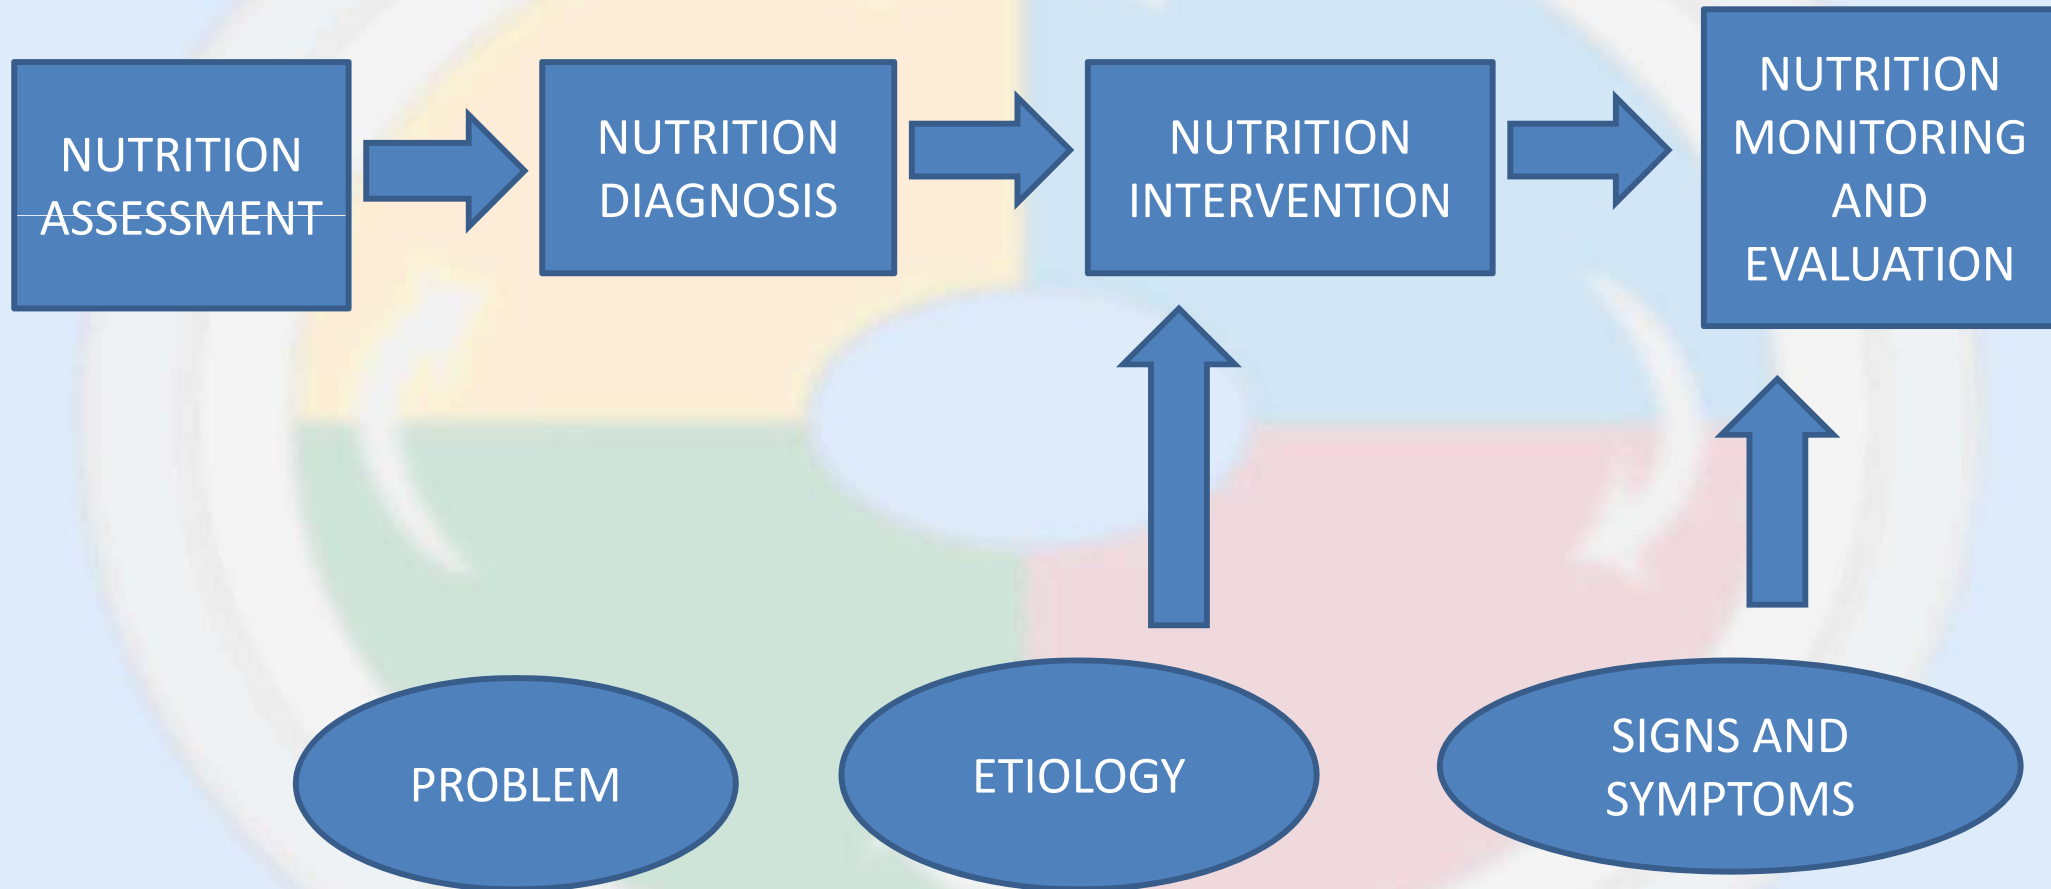 NUTRITION
ASSESSMENT
NUTRITION
DIAGNOSIS
NUTRITION
INTERVENTION
NUTRITION
MONITORING
AND
EVALUATION
PROBLEM
ETIOLOGY
SIGNS AND
SYMPTOMS